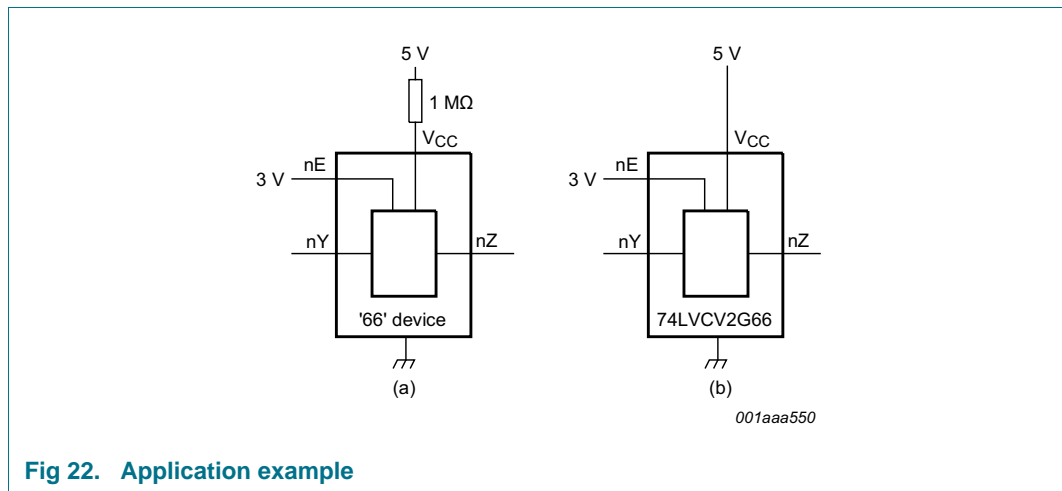 5 V
1 MΩ
VCC
nE
3 V
nY
nZ
'66' device
(a)
5 V
VCC
nE
3 V
nY
nZ
74LVCV2G66
(b)
001aaa550
Fig 22. Application example